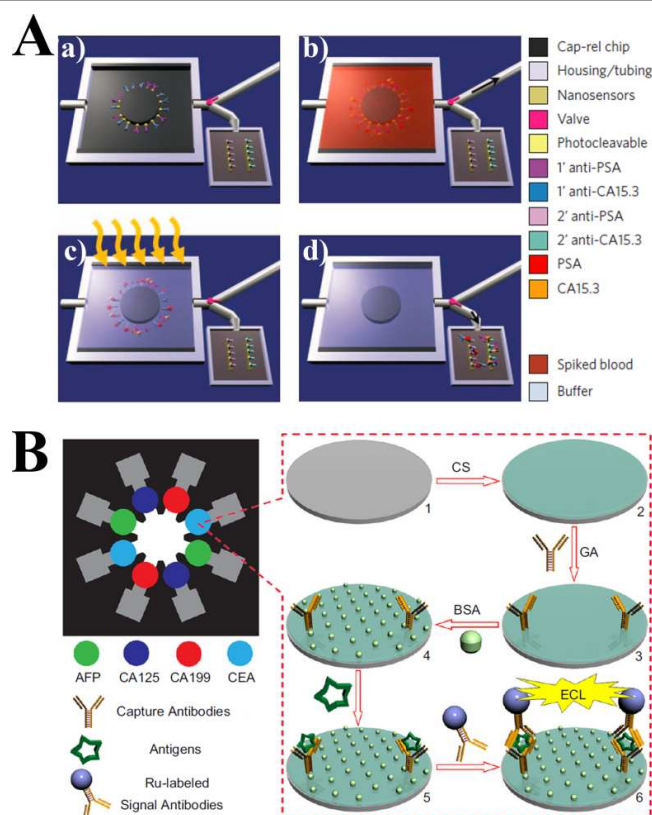 A
a)
b)
c)
d)
Cap-rel chip
Housing/tubing
Nanosensors
Valve
Photocleavable
1' anti-PSA
1' anti-CA15.3
2' anti-PSA
2' anti-CA15.3
PSA
CA15.3
Spiked blood
Buffer
B
AFP
CA125
CA199
CEA
Capture Antibodies
Antigens
Ru-labeled
Signal Antibodies
CS
1
2
GA
BSA
4
3
ECL
5
6